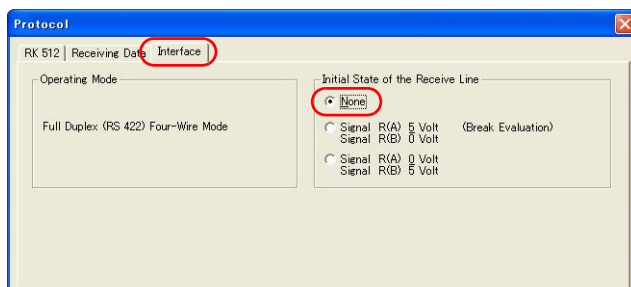 Protocol
RK 512 Receiving Data Interface
Operating Mode
Full Duplex (RS 422) Four-Wire Mode
Initial State of the Receive Line
None
Signal R(A) 5 Volt (Break Evaluation)
Signal R(B) 0 Volt
Signal R(A) 0 Volt
Signal R(B) 5 Volt